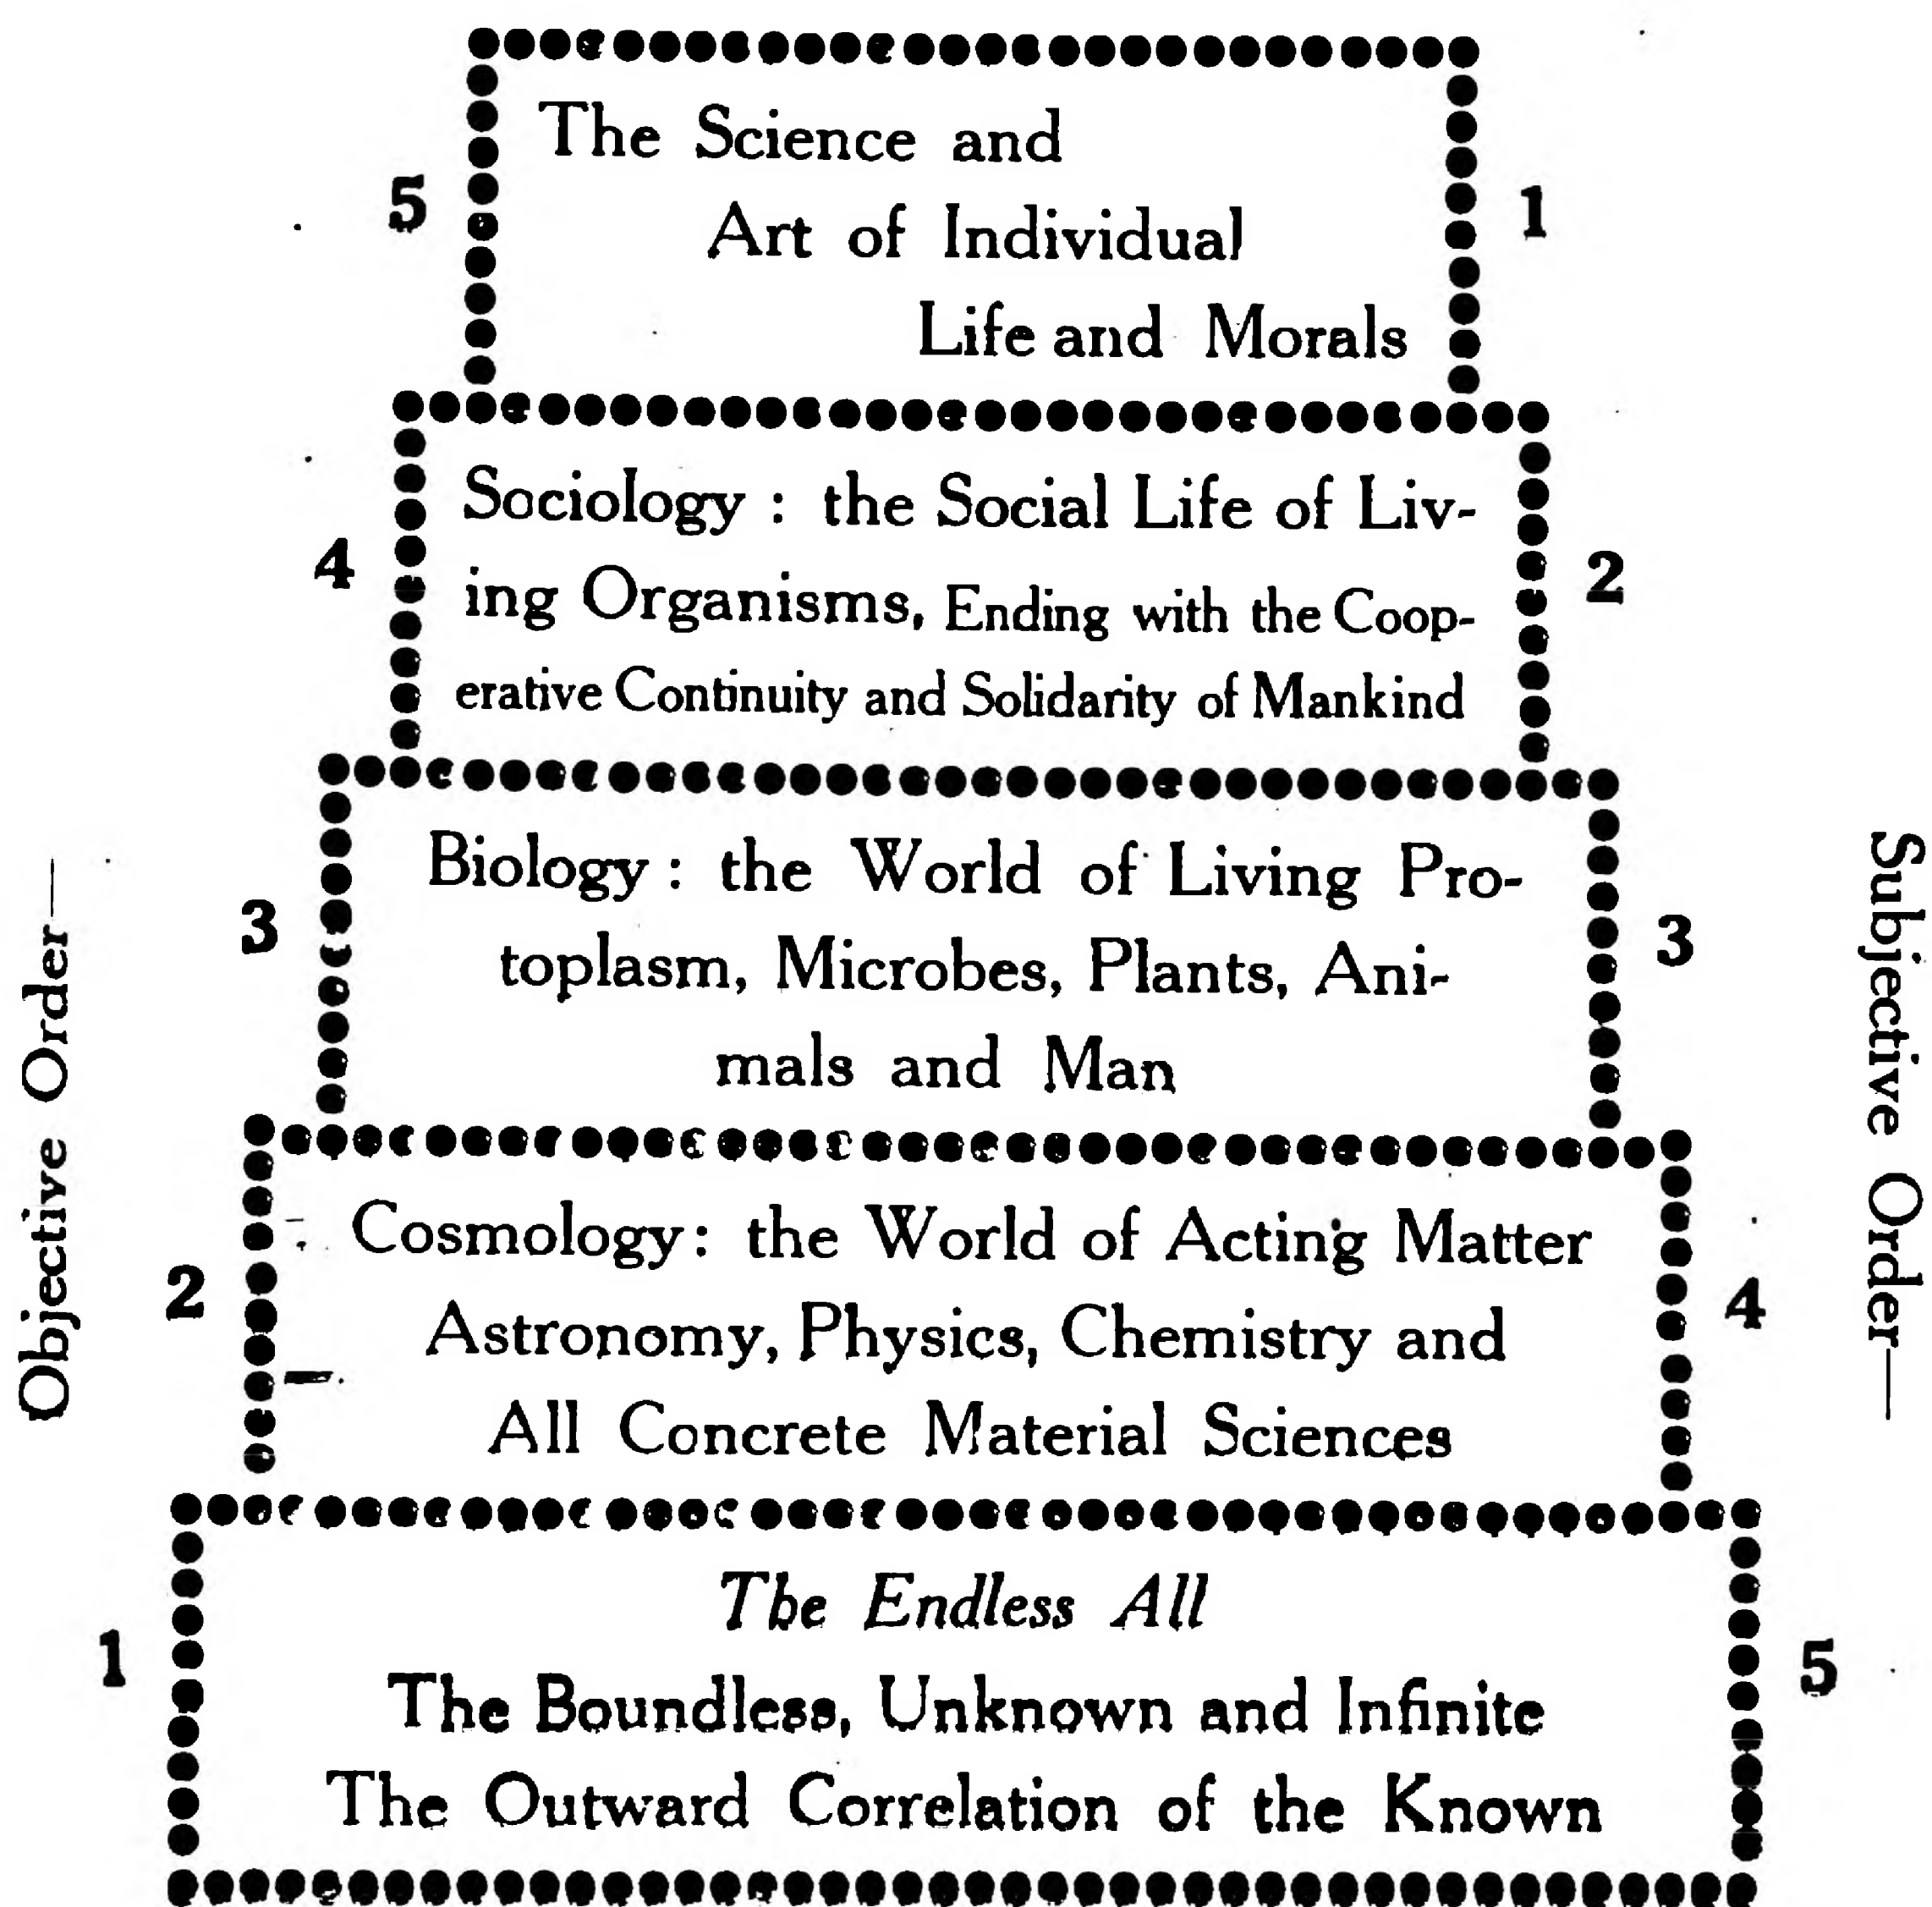 The Science and
5 Art of Individual 1
Life and Morals
Sociology : the Social Life of Liv-
4 ing Organisms, Ending with the Coop- 2
erative Continuity and Solidarity of Mankind
Biology : the World of Living Pro-
3 toplasm, Microbes, Plants, Ani- 3
mals and Man
Cosmology : the World of Acting Matter
2 Astronomy, Physics, Chemistry and 4
All Concrete Material Sciences
The Endless All
1 The Boundless, Unknown and Infinite 5
The Outward Correlation of the Known
Objective Order—
Subjective Order—